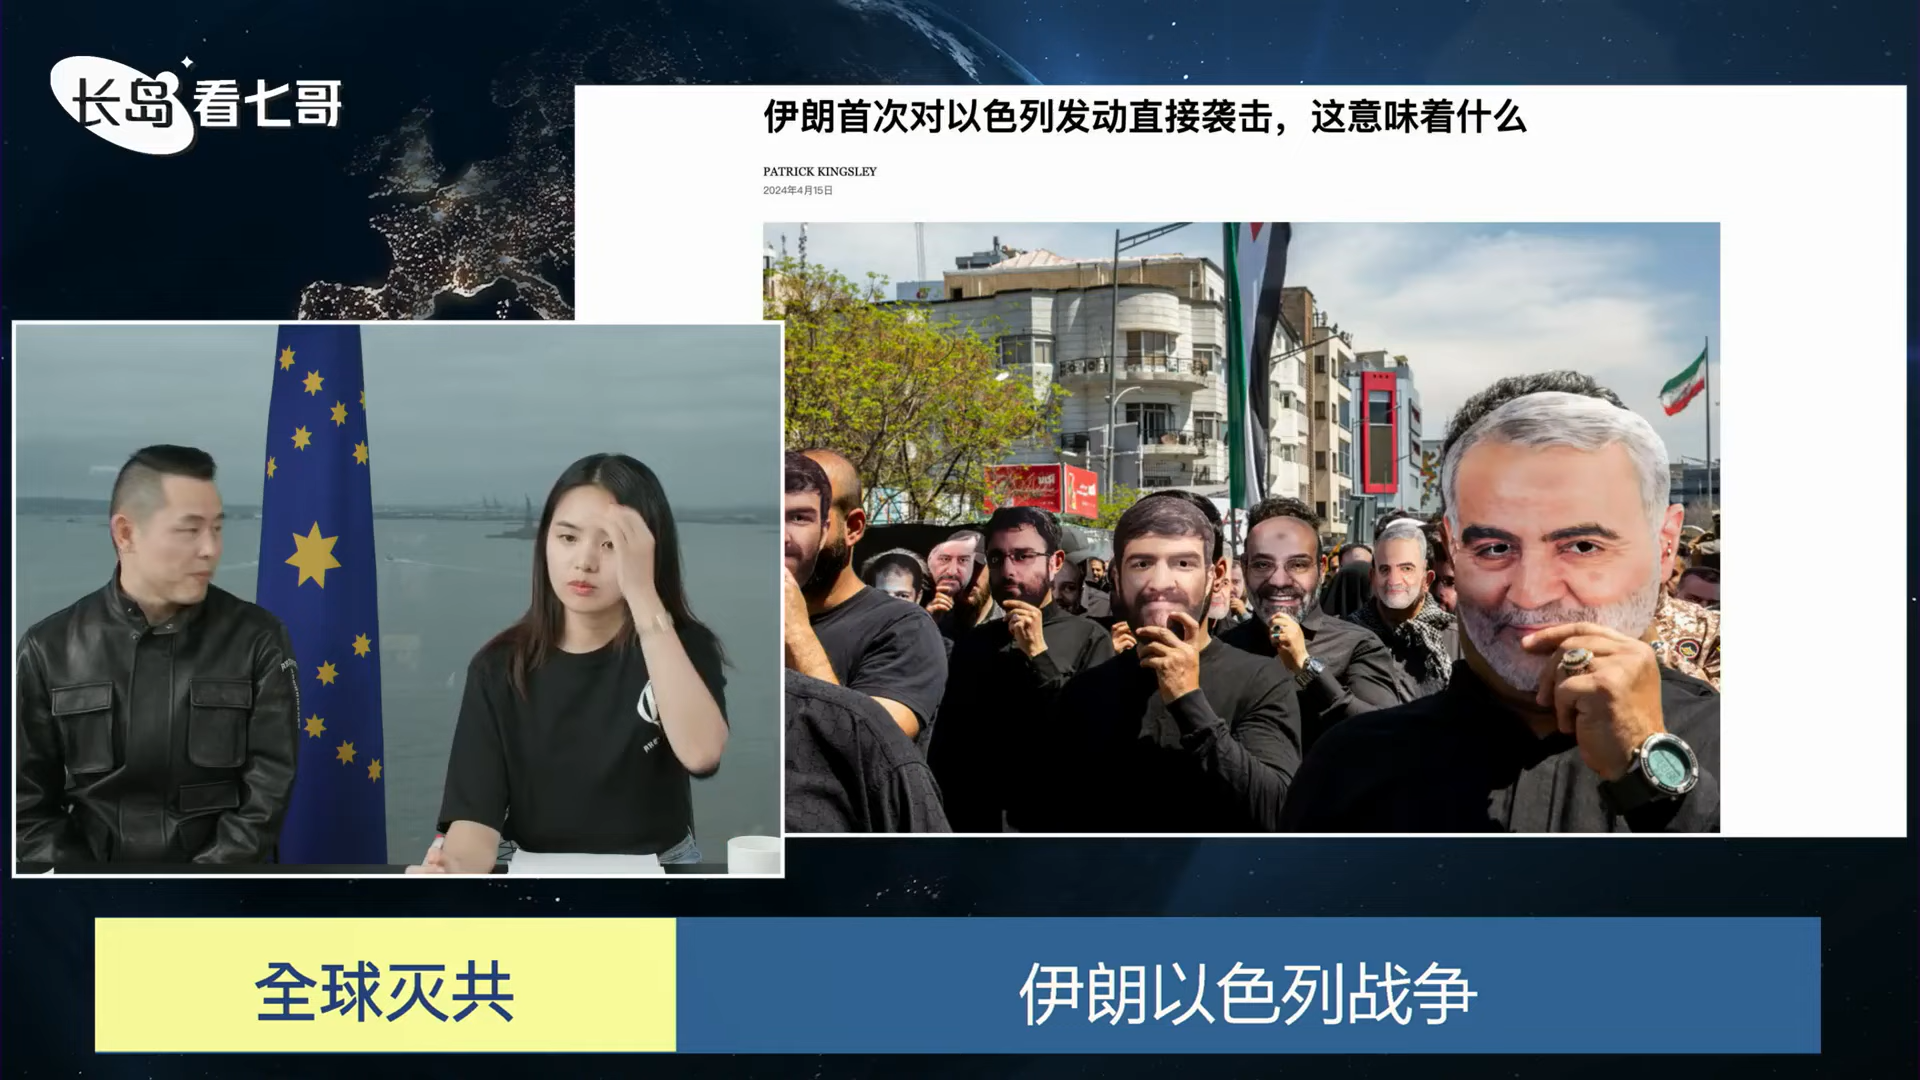 长岛看七哥
伊朗首次对以色列发动直接袭击，这意味着什么
PATRICK KINGSLEY
2024年4月15日
全球灭共
伊朗以色列战争